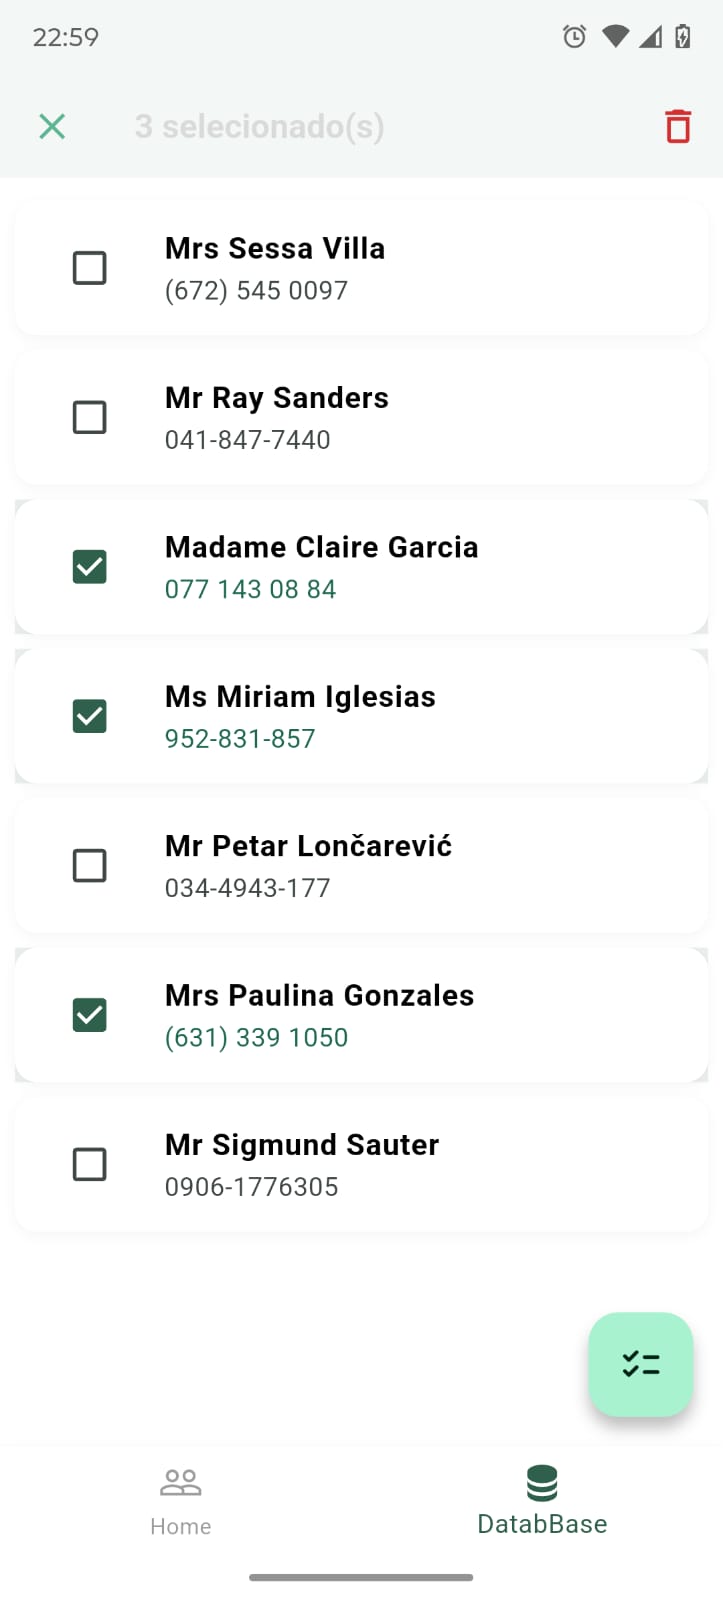 22:59
3 selecionado(s)
Mrs Sessa Villa
(672) 545 0097
Mr Ray Sanders
041-847-7440
Madame Claire Garcia
077 143 08 84
Ms Miriam Iglesias
952-831-857
Mr Petar Lončarević
034-4943-177
Mrs Paulina Gonzales
(631) 339 1050
Mr Sigmund Sauter
0906-1776305
Home
DatabBase